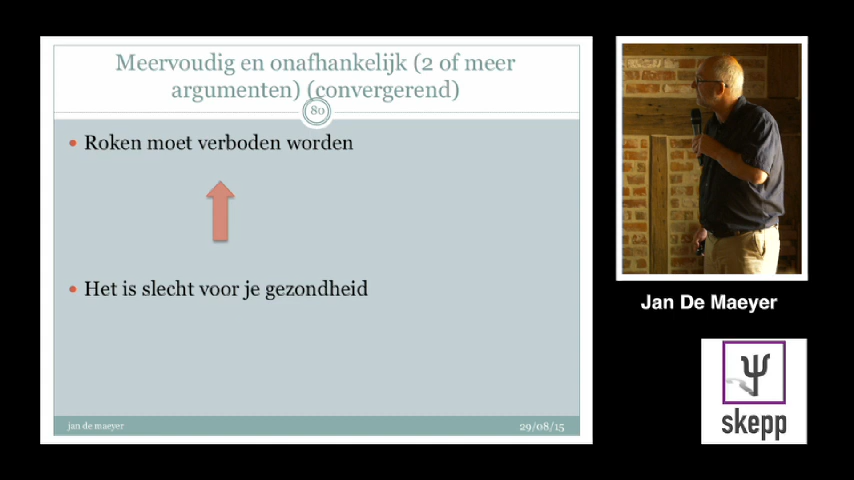 Meervoudig en onafhankelijk (2 of meer
argumenten) (convergerend)
80
• Roken moet verboden worden
• Het is slecht voor je gezondheid
jan de maeyer
29/08/15
Jan De Maeyer
skepp